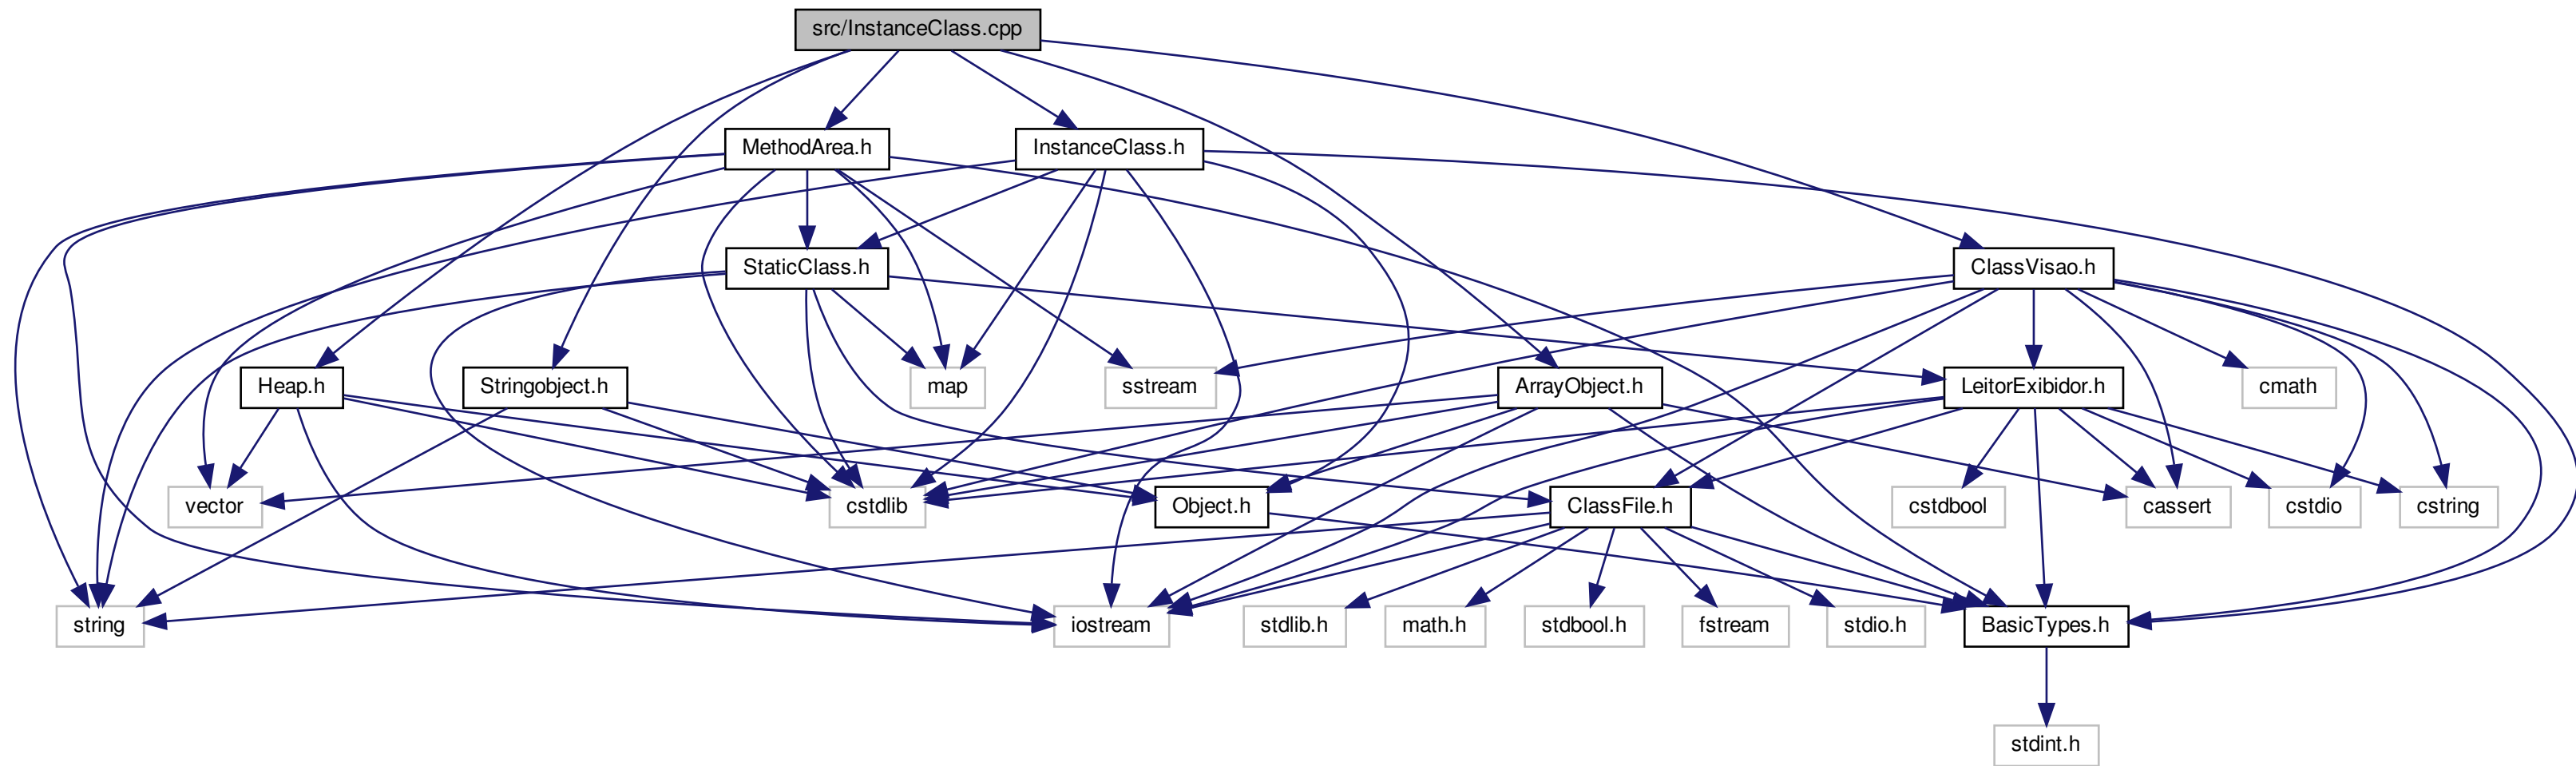 src/InstanceClass.cpp
MethodArea.h
InstanceClass.h
StaticClass.h
ClassVisao.h
Heap.h
Stringobject.h
map
sstream
ArrayObject.h
LeitorExibidor.h
cmath
vector
cstdlib
Object.h
ClassFile.h
cstdbool
cassert
cstdio
cstring
string
iostream
stdlib.h
math.h
stdbool.h
fstream
stdio.h
BasicTypes.h
stdint.h